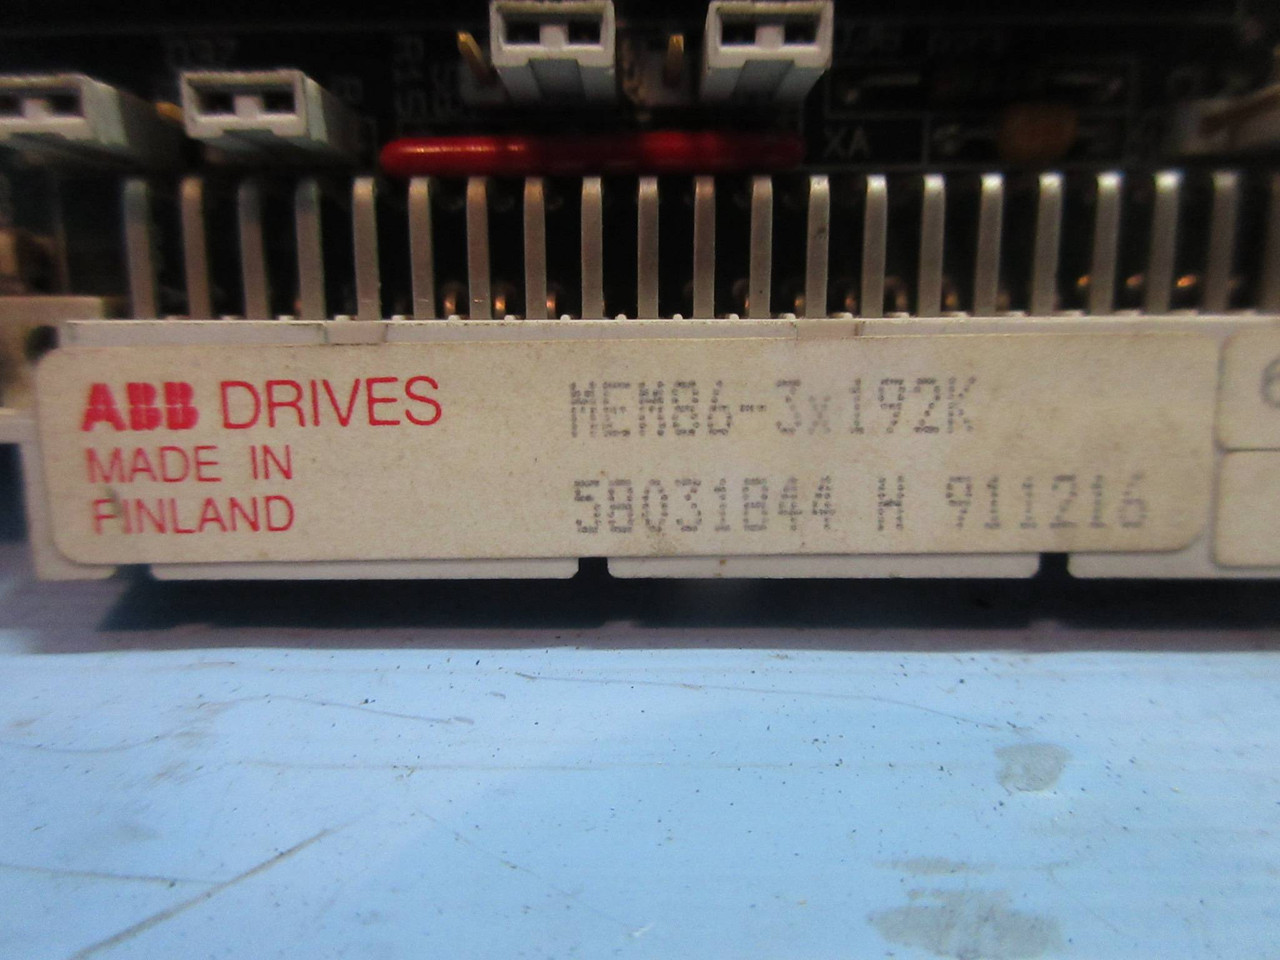 XA
ABB DRIVES
MADE IN
FINLAND
MEM86-3x192K
58031844 H 911216